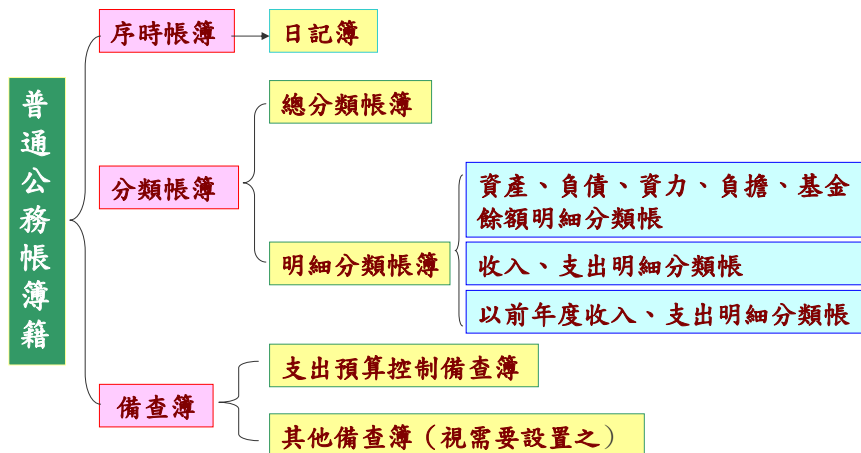 普通公務帳簿籍
序時帳簿
日記簿
分類帳簿
總分類帳簿
明細分類帳簿
資產、負債、資力、負擔、基金
餘額明細分類帳
收入、支出明細分類帳
以前年度收入、支出明細分類帳
備查簿
支出預算控制備查簿
其他備查簿（視需要設置之）